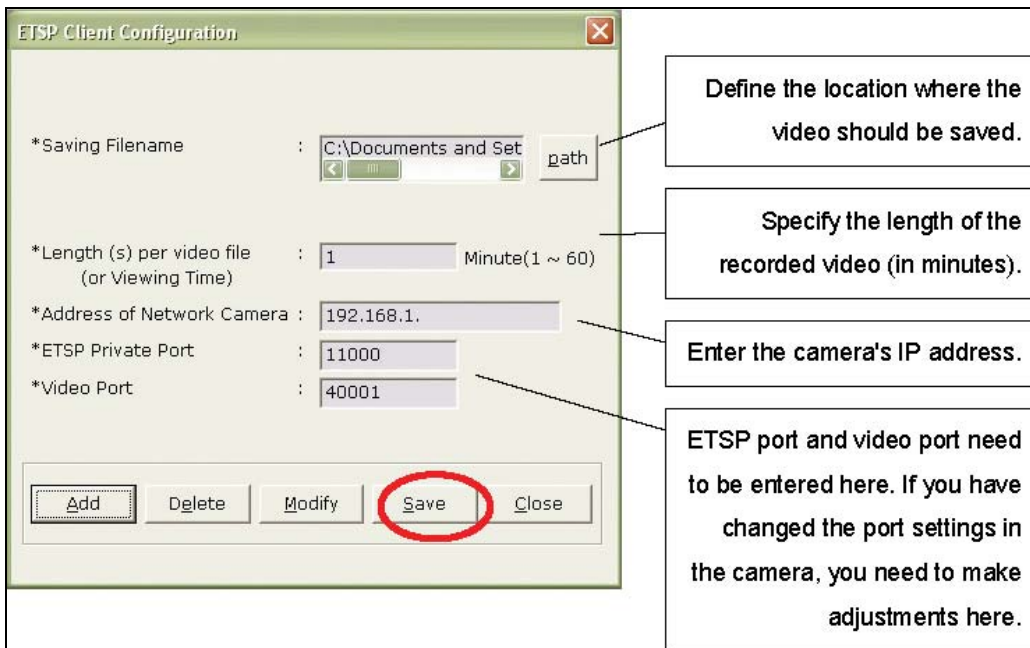 ETSP Client Configuration
*Saving Filename : C:\Documents and Set path
*Length (s) per video file : 1 Minute(1 ~ 60)
(or Viewing Time)
*Address of Network Camera : 192.168.1.
*ETSP Private Port : 11000
*Video Port : 40001
Add Delete Modify Save Close
Define the location where the
video should be saved.
Specify the length of the
recorded video (in minutes).
Enter the camera's IP address.
ETSP port and video port need
to be entered here. If you have
changed the port settings in
the camera, you need to make
adjustments here.